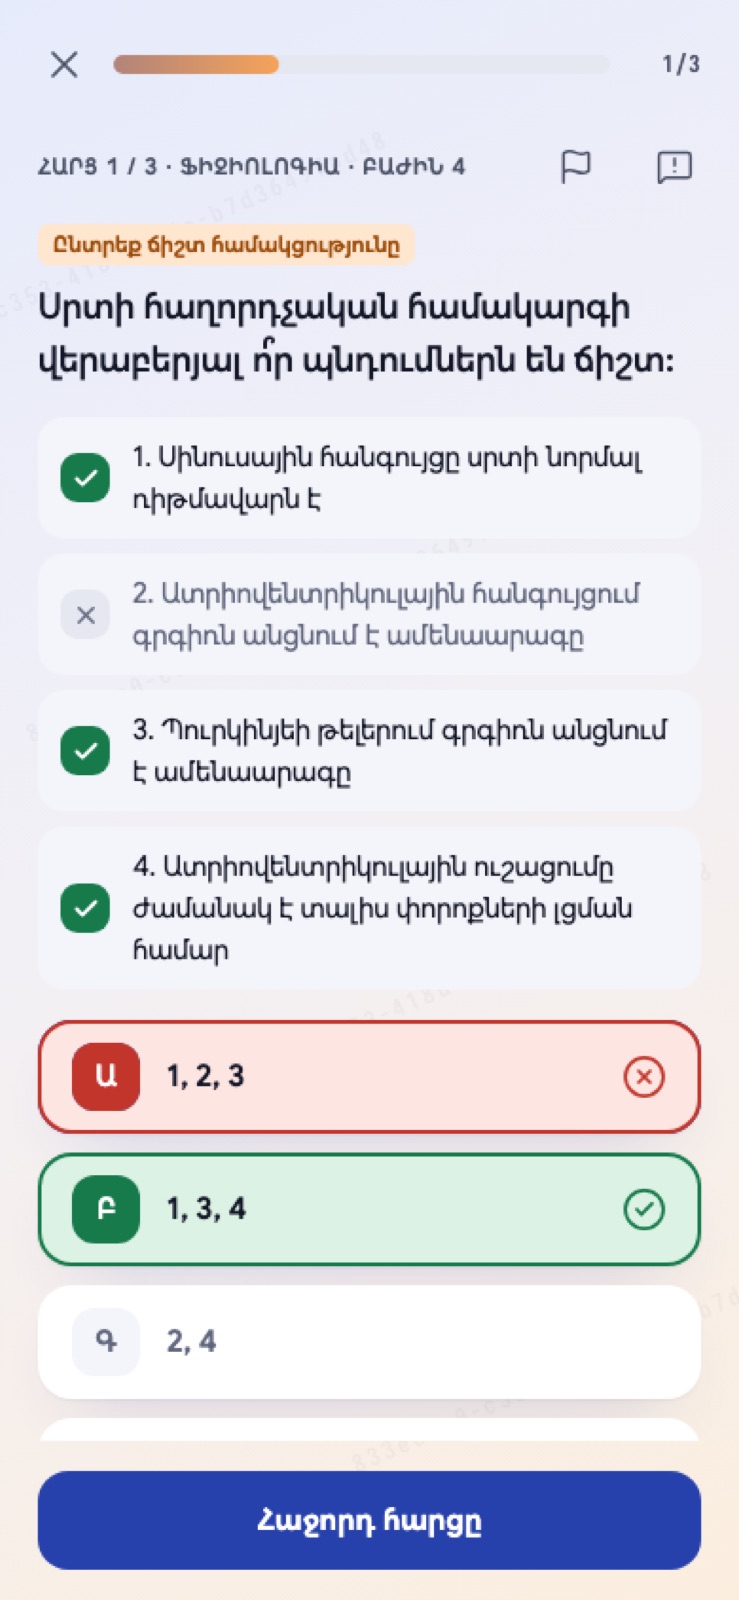 1/3
ՀԱՐՑ 1 / 3 · ՖԻԶԻՈԼՈԳԻԱ · ԲԱԺԻՆ 4
Ընտրեք ճիշտ համակցությունը
Սրտի հաղորդչական համակարգի
վերաբերյալ ո՞ր պնդումներն են ճիշտ։
1. Սինուսային հանգույցը սրտի նորմալ
ռիթմավարն է
2. Ատրիովենտրիկուլային հանգույցում
գրգիռն անցնում է ամենաարագը
3. Պուրկինյեի թելերում գրգիռն անցնում
է ամենաարագը
4. Ատրիովենտրիկուլային ուշացումը
ժամանակ է տալիս փորոքների լցման
համար
Ա 1, 2, 3
Բ 1, 3, 4
Գ 2, 4
Հաջորդ հարցը